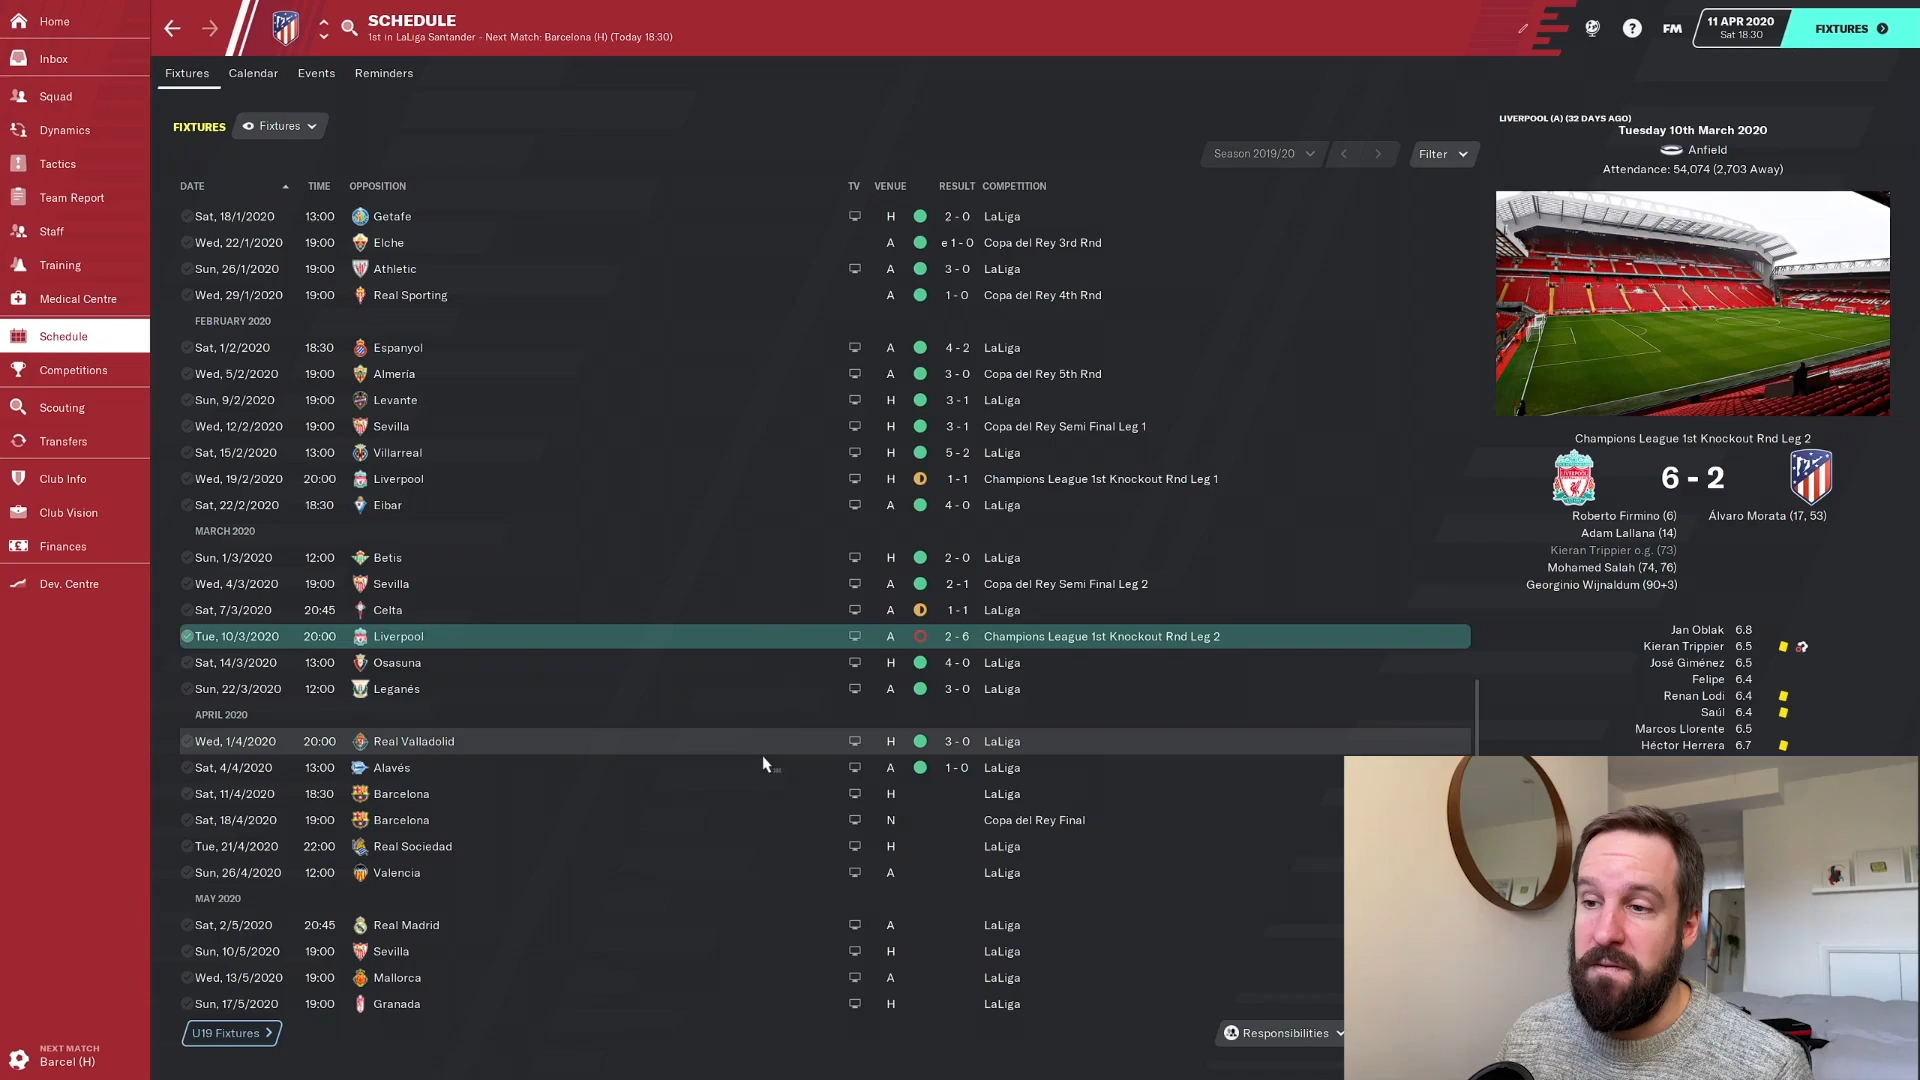 Home
Inbox
Squad
Dynamics
Tactics
Team Report
Staff
Training
Medical Centre
Schedule
Competitions
Scouting
Transfers
Club Info
Club Vision
Finances
Dev. Centre
NEXT MATCH
Barcel (H)
SCHEDULE
1st in LaLiga Santander - Next Match: Barcelona (H) (Today 18:30)
? FM 11 APR 2020 FIXTURES
Sat 18:30
Fixtures Calendar Events Reminders
FIXTURES Fixtures
Season 2019/20 Filter
DATE TIME OPPOSITION TV VENUE RESULT COMPETITION
Sat, 18/1/2020 13:00 Getafe H 2 - 0 LaLiga
Wed, 22/1/2020 19:00 Elche A e 1 - 0 Copa del Rey 3rd Rnd
Sun, 26/1/2020 19:00 Athletic A 3 - 0 LaLiga
Wed, 29/1/2020 19:00 Real Sporting A 1 - 0 Copa del Rey 4th Rnd
FEBRUARY 2020
Sat, 1/2/2020 18:30 Espanyol A 4 - 2 LaLiga
Wed, 5/2/2020 19:00 Almería A 3 - 0 Copa del Rey 5th Rnd
Sun, 9/2/2020 19:00 Levante H 3 - 1 LaLiga
Wed, 12/2/2020 19:00 Sevilla H 3 - 1 Copa del Rey Semi Final Leg 1
Sat, 15/2/2020 13:00 Villarreal H 5 - 2 LaLiga
Wed, 19/2/2020 20:00 Liverpool H 1 - 1 Champions League 1st Knockout Rnd Leg 1
Sat, 22/2/2020 18:30 Eibar A 4 - 0 LaLiga
MARCH 2020
Sun, 1/3/2020 12:00 Betis H 2 - 0 LaLiga
Wed, 4/3/2020 19:00 Sevilla A 2 - 1 Copa del Rey Semi Final Leg 2
Sat, 7/3/2020 20:45 Celta A 1 - 1 LaLiga
Tue, 10/3/2020 20:00 Liverpool A 2 - 6 Champions League 1st Knockout Rnd Leg 2
Sat, 14/3/2020 13:00 Osasuna H 4 - 0 LaLiga
Sun, 22/3/2020 12:00 Leganés A 3 - 0 LaLiga
APRIL 2020
Wed, 1/4/2020 20:00 Real Valladolid H 3 - 0 LaLiga
Sat, 4/4/2020 13:00 Alavés A 1 - 0 LaLiga
Sat, 11/4/2020 18:30 Barcelona H LaLiga
Sat, 18/4/2020 19:00 Barcelona N Copa del Rey Final
Tue, 21/4/2020 22:00 Real Sociedad H LaLiga
Sun, 26/4/2020 12:00 Valencia A LaLiga
MAY 2020
Sat, 2/5/2020 20:45 Real Madrid A LaLiga
Sun, 10/5/2020 19:00 Sevilla H LaLiga
Wed, 13/5/2020 19:00 Mallorca A LaLiga
Sun, 17/5/2020 19:00 Granada H LaLiga
U19 Fixtures
Responsibilities
LIVERPOOL (A) (32 DAYS AGO)
Tuesday 10th March 2020
Anfield
Attendance: 54,074 (2,703 Away)
Champions League 1st Knockout Rnd Leg 2
6 - 2
Roberto Firmino (6) Álvaro Morata (17, 53)
Adam Lallana (14)
Kieran Trippier o.g. (73)
Mohamed Salah (74, 76)
Georginio Wijnaldum (90+3)
Jan Oblak 6.8
Kieran Trippier 6.5
José Giménez 6.5
Felipe 6.4
Renan Lodi 6.4
Saúl 6.4
Marcos Llorente 6.5
Héctor Herrera 6.7